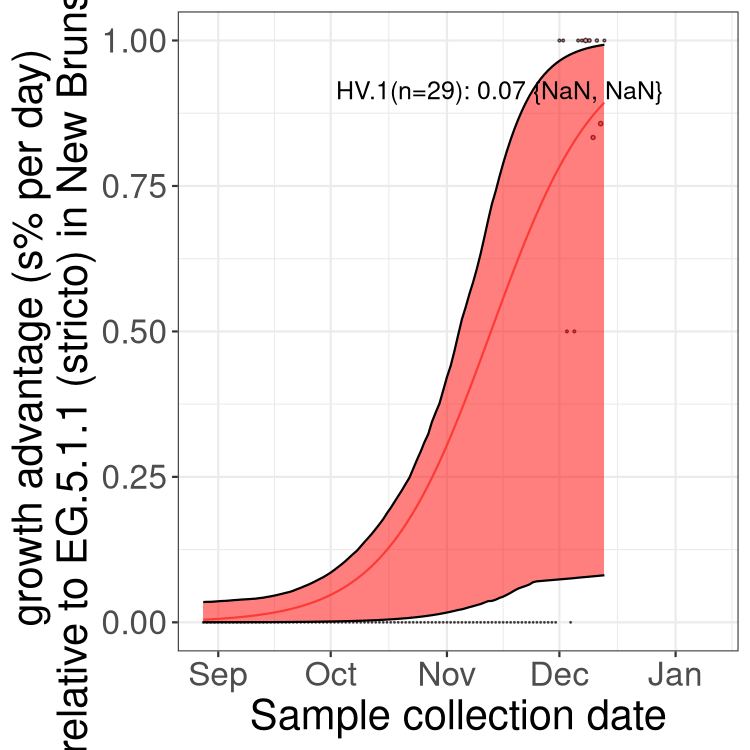 growth advantage (s% per day)
relative to EG.5.1.1 (stricto) in New Bruns
1.00
0.75
0.50
0.25
0.00
HV.1(n=29): 0.07 {NaN, NaN}
Sep Oct Nov Dec Jan
Sample collection date